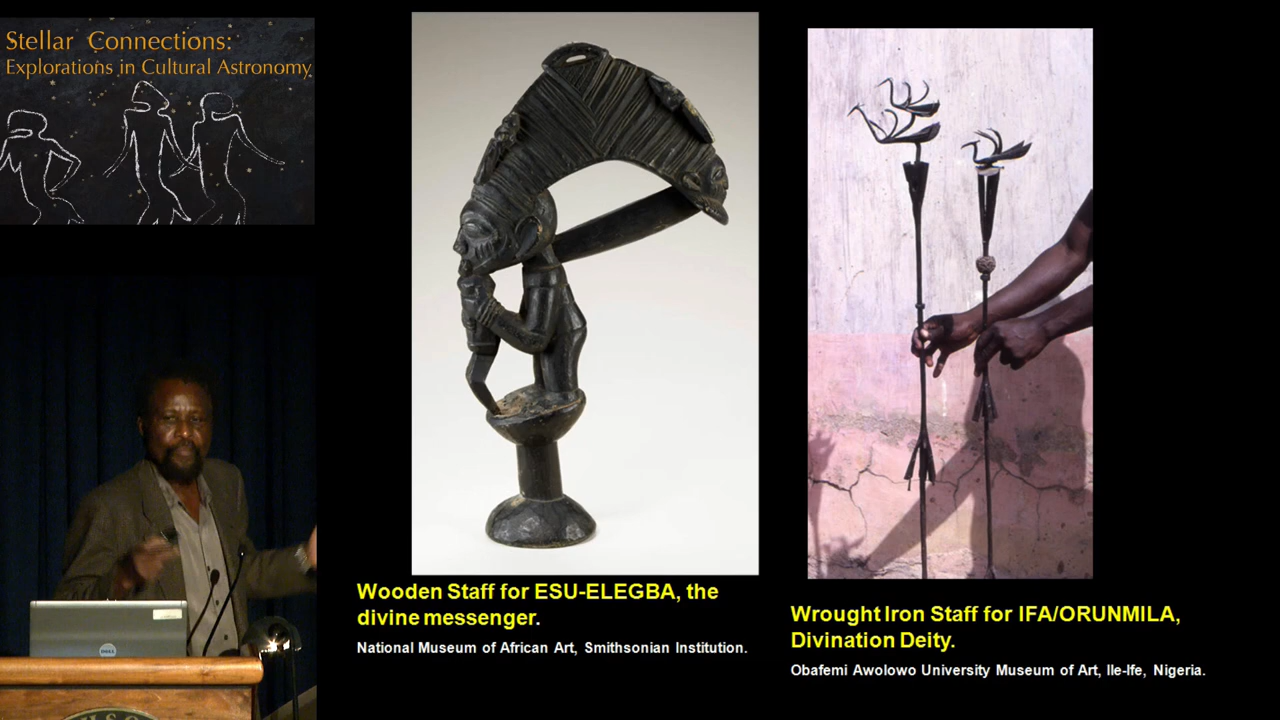 Stellar Connections:
Explorations in Cultural Astronomy
Wooden Staff for ESU-ELEGBA, the
divine messenger.
National Museum of African Art, Smithsonian Institution.
Wrought Iron Staff for IFA/ORUNMILA,
Divination Deity.
Obafemi Awolowo University Museum of Art, Ile-Ife, Nigeria.
DELL